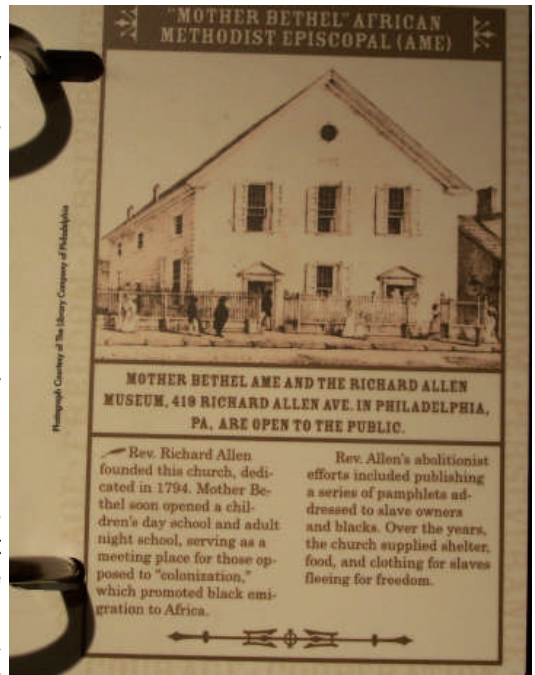 "MOTHER BETHEL" AFRICAN
METHODIST EPISCOPAL (AME)
Photograph Courtesy of The Library Company of Philadelphia
MOTHER BETHEL AME AND THE RICHARD ALLEN
MUSEUM, 419 RICHARD ALLEN AVE. IN PHILADELPHIA,
PA, ARE OPEN TO THE PUBLIC.
Rev. Richard Allen
founded this church, dedi-
cated in 1794. Mother Be-
thel soon opened a chil-
dren's day school and adult
night school, serving as a
meeting place for those op-
posed to "colonization,"
which promoted black emi-
gration to Africa.
Rev. Allen's abolitionist
efforts included publishing
a series of pamphlets ad-
dressed to slave owners
and blacks. Over the years,
the church supplied shelter,
food, and clothing for slaves
fleeing for freedom.